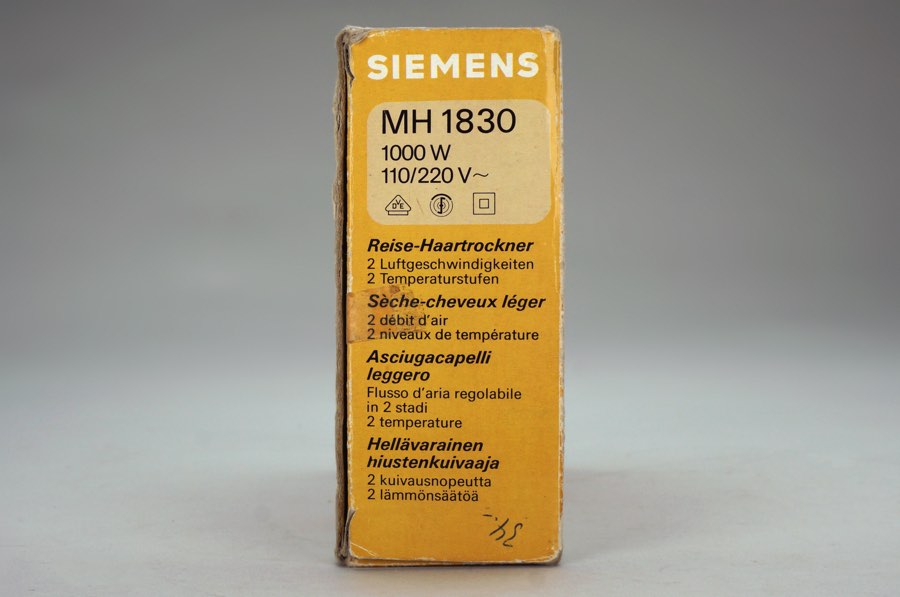 SIEMENS
MH 1830
1000 W
110/220 V~
Reise-Haartrockner
2 Luftgeschwindigkeiten
2 Temperaturstufen
Sèche-cheveux léger
2 débit d'air
2 niveaux de température
Asciugacapelli
leggero
Flusso d'aria regolabile
in 2 stadi
2 temperature
Hellävarainen
hiustenkuivaaja
2 kuivausnopeutta
2 lämmönsäätöä
34.-